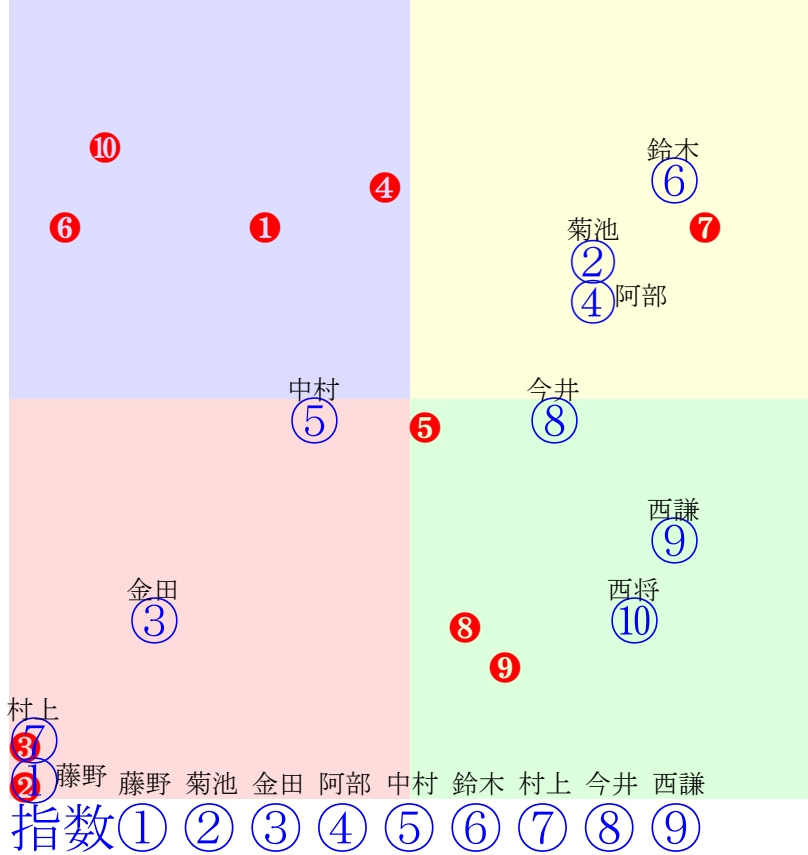 ❿
鈴木
❹
⑥
❻
❶
菊池
❼
②
④ 阿部
中村
今井
⑤
❺
⑧
西謙
⑨
金田
西将
③
❽
⑩
❾
村上
⑦
❸
①
❷
藤野
藤野 菊池 金田 阿部 中村 鈴木 村上 今井 西謙
指数① ② ③ ④ ⑤ ⑥ ⑦ ⑧ ⑨